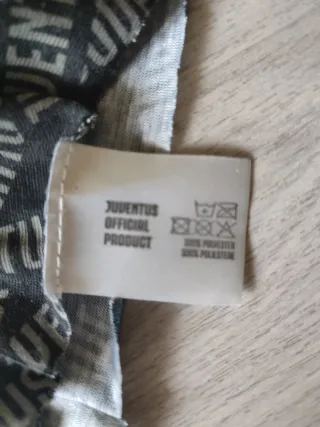 JUVENTUS
OFFICIAL
PRODUCT
100% POLYESTER
100% POLIESTERE